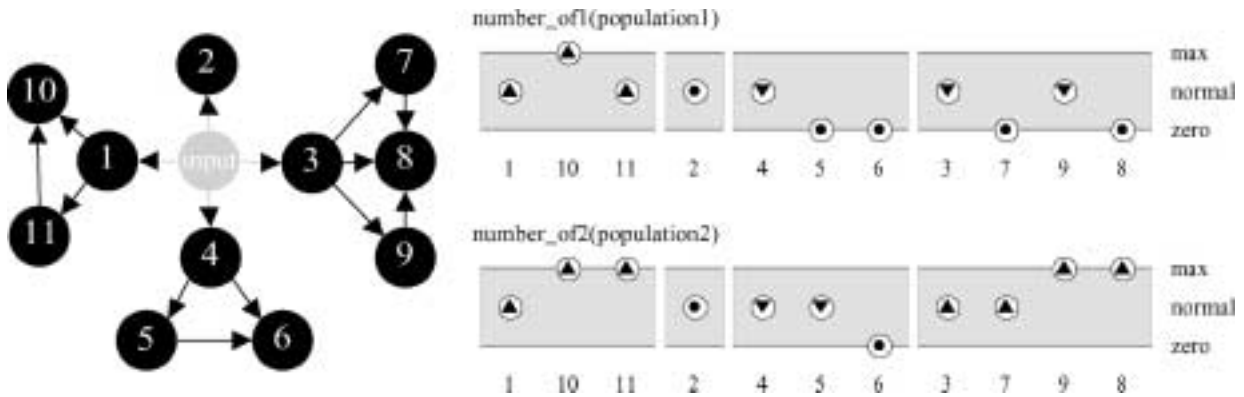 number_of1(population1)
max
normal
zero
1 10 11 2 4 5 6 3 7 9 8
number_of2(population2)
max
normal
zero
1 10 11 2 4 5 6 3 7 9 8
2
7
10
1
input
3
8
11
4
9
5
6